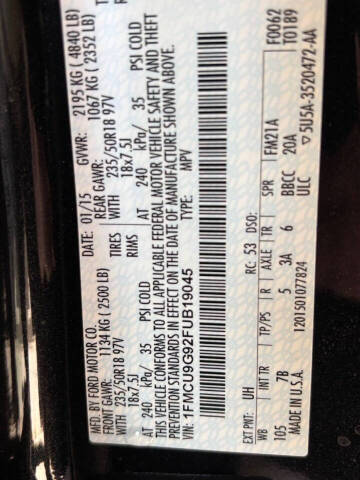 MFD. BY FORD MOTOR CO.
DATE: 01/15 GVWR: 2195 KG ( 4840 LB)
FRONT GAWR: 1134 KG ( 2500 LB) REAR GAWR: 1067 KG ( 2352 LB)
235/50R18 97V TIRES WITH 235/50R18 97V
18x7.5J RIMS 18x7.5J
AT 240 kPa/ 35 PSI COLD AT 240 kPa/ 35 PSI COLD
THIS VEHICLE CONFORMS TO ALL APPLICABLE FEDERAL MOTOR VEHICLE SAFETY AND THEFT
PREVENTION STANDARDS IN EFFECT ON THE DATE OF MANUFACTURE SHOWN ABOVE.
VIN: 1FMCU9G92FUB19045 TYPE: MPV
F0062
T0189
EXT PNT: UH RC: 53 DSO: FM21A
WB INT TR TP/PS R AXLE TR SPR 20A
105 7B 5 3A 6 BBCC
1201501077824 ULC
MADE IN U.S.A. ▽5U5A-3520472-AA